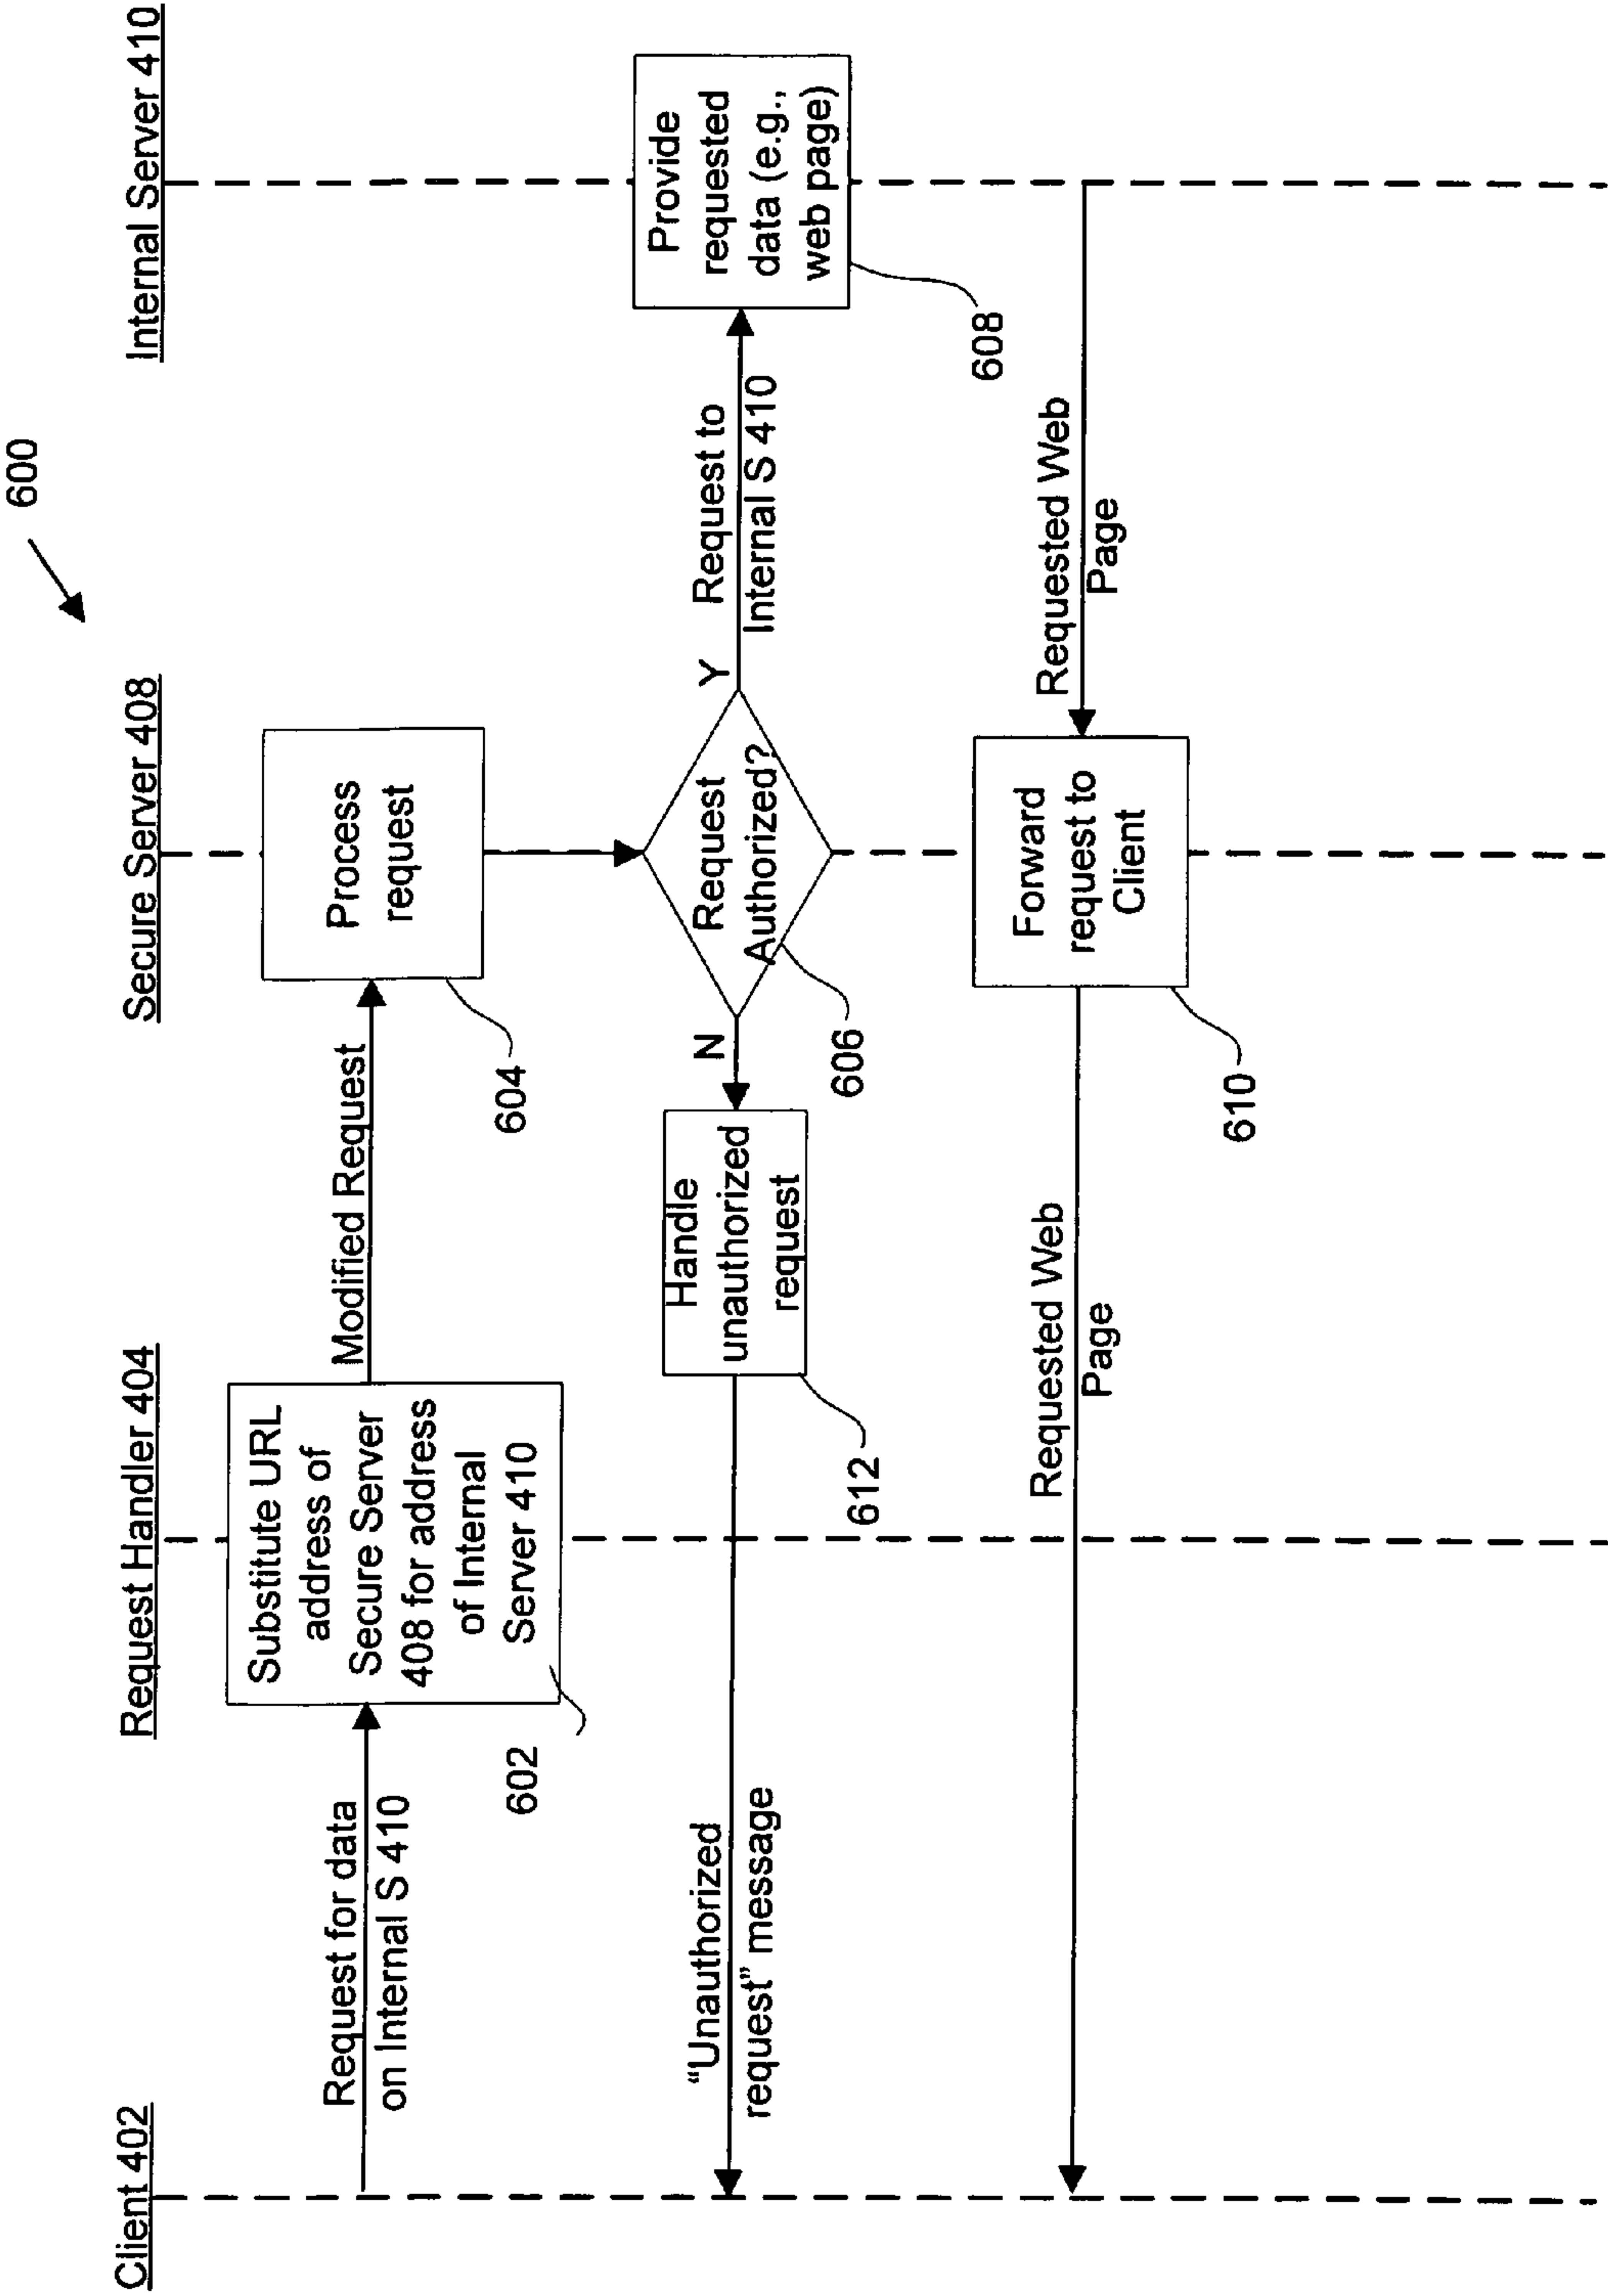 600
Client 402
Request Handler 404
Secure Server 408
Internal Server 410
Request for data
on Internal S 410
Substitute URL
address of
Secure Server
408 for address
of Internal
Server 410
602
Modified Request
Process
request
604
Request
Authorized?
606
Y
Request to
Internal S 410
Provide
requested
data (e.g.,
web page)
608
N
Handle
unauthorized
request
612
“Unauthorized
request” message
Requested Web
Page
Forward
request to
Client
610
Requested Web
Page